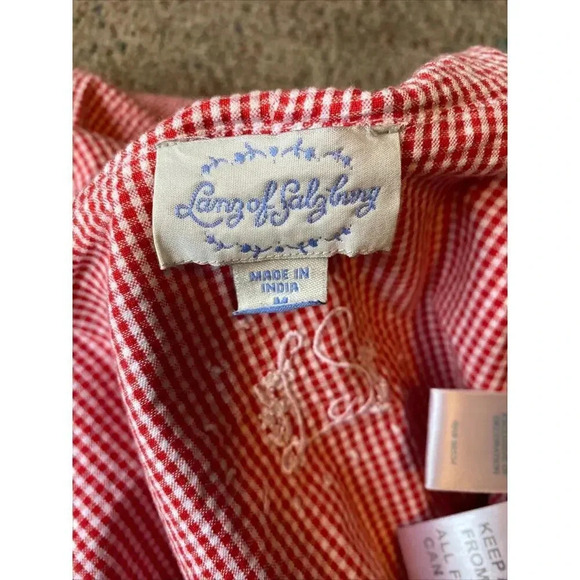 Lanz of Salzburg
MADE IN
INDIA
M
KEEP
FROM
ALL F
CAN